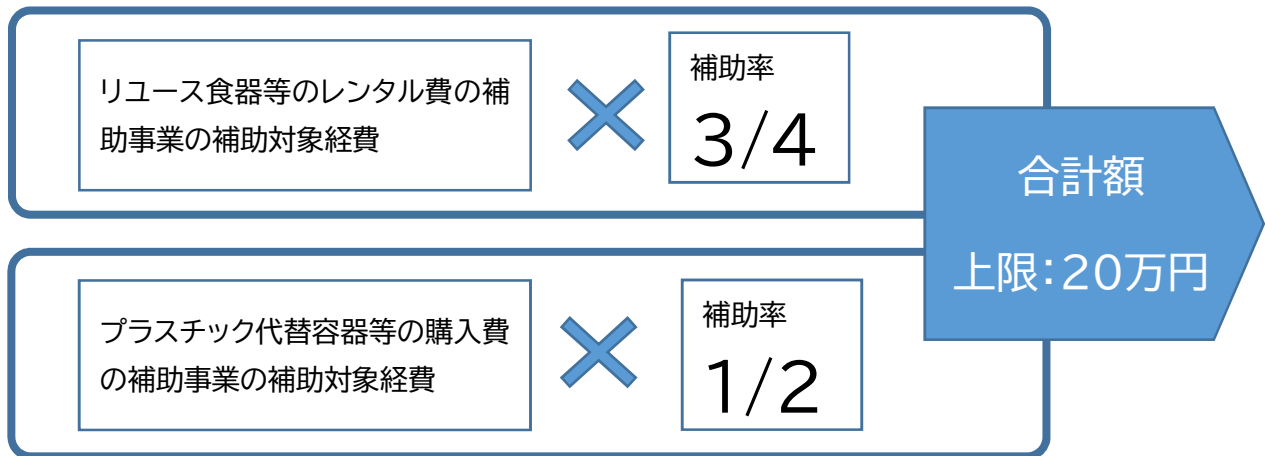 リユース食器等のレンタル費の補
助事業の補助対象経費
補助率
3/4
合計額
上限：20万円
プラスチック代替容器等の購入費
の補助事業の補助対象経費
補助率
1/2